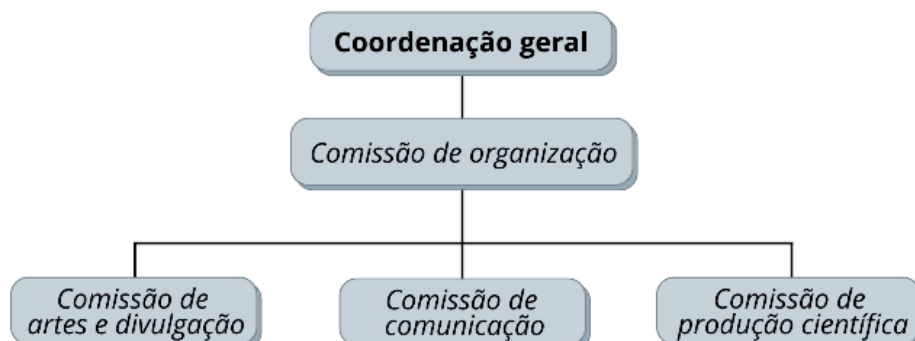 Coordenação geral
Comissão de organização
Comissão de
artes e divulgação
Comissão de
comunicação
Comissão de
produção científica